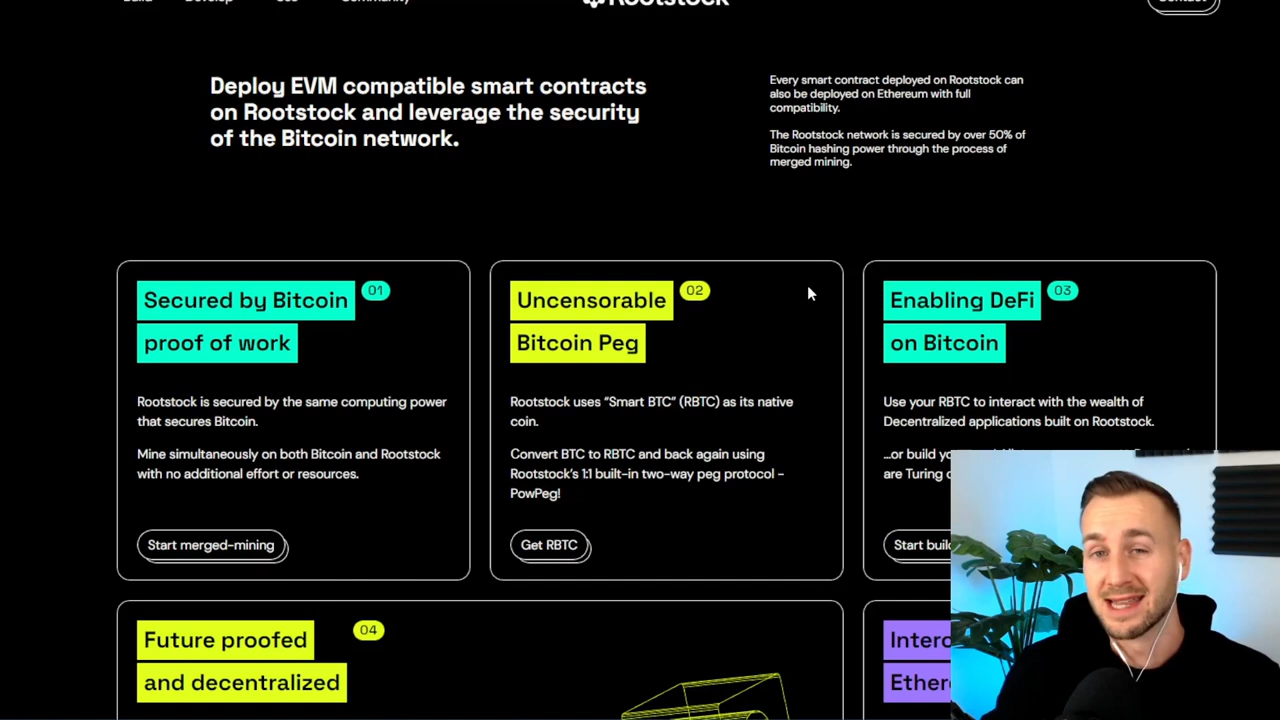 Build Develop Use Community Rootstock Contact
Deploy EVM compatible smart contracts
on Rootstock and leverage the security
of the Bitcoin network.
Every smart contract deployed on Rootstock can
also be deployed on Ethereum with full
compatibility.
The Rootstock network is secured by over 50% of
Bitcoin hashing power through the process of
merged mining.
Secured by Bitcoin 01
proof of work
Rootstock is secured by the same computing power
that secures Bitcoin.
Mine simultaneously on both Bitcoin and Rootstock
with no additional effort or resources.
Start merged-mining
Uncensorable 02
Bitcoin Peg
Rootstock uses “Smart BTC” (RBTC) as its native
coin.
Convert BTC to RBTC and back again using
Rootstock’s 1:1 built-in two-way peg protocol –
PowPeg!
Get RBTC
Enabling DeFi 03
on Bitcoin
Use your RBTC to interact with the wealth of
Decentralized applications built on Rootstock.
…or build
are Turing
Start
Future proofed 04
and decentralized